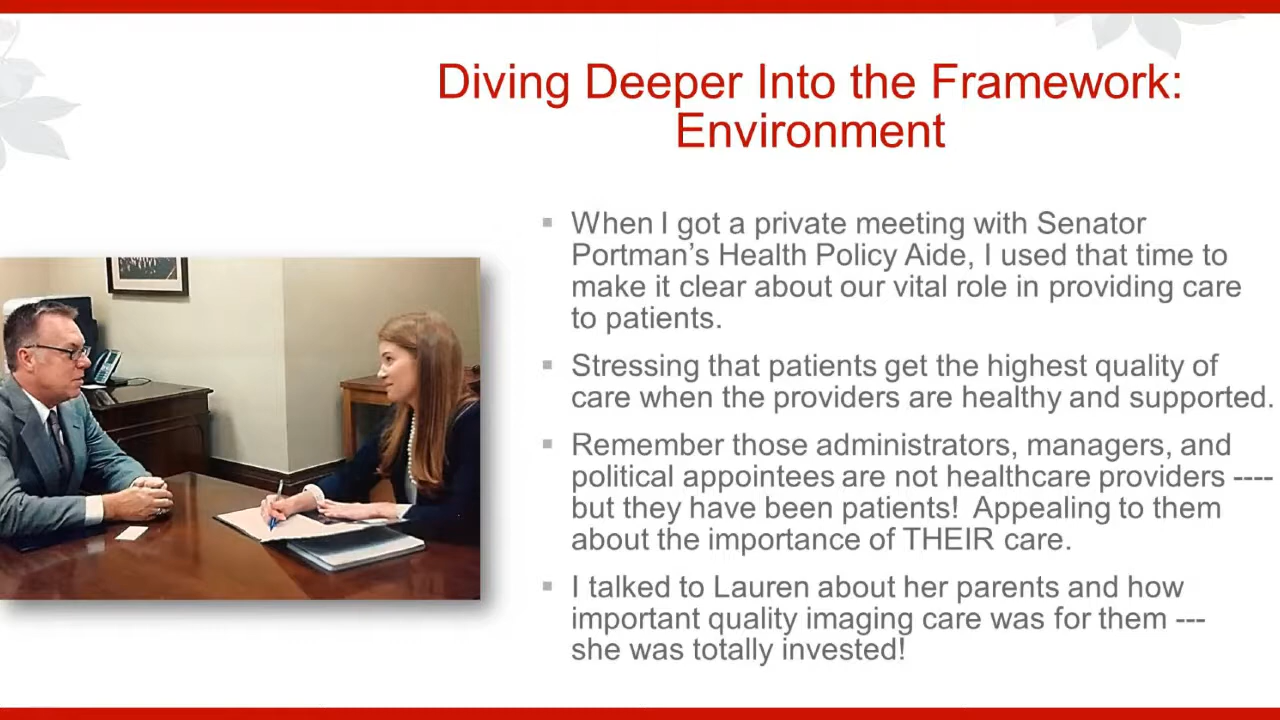 Diving Deeper Into the Framework:
Environment
When I got a private meeting with Senator
Portman’s Health Policy Aide, I used that time to
make it clear about our vital role in providing care
to patients.
Stressing that patients get the highest quality of
care when the providers are healthy and supported.
Remember those administrators, managers, and
political appointees are not healthcare providers ----
but they have been patients!  Appealing to them
about the importance of THEIR care.
I talked to Lauren about her parents and how
important quality imaging care was for them ---
she was totally invested!